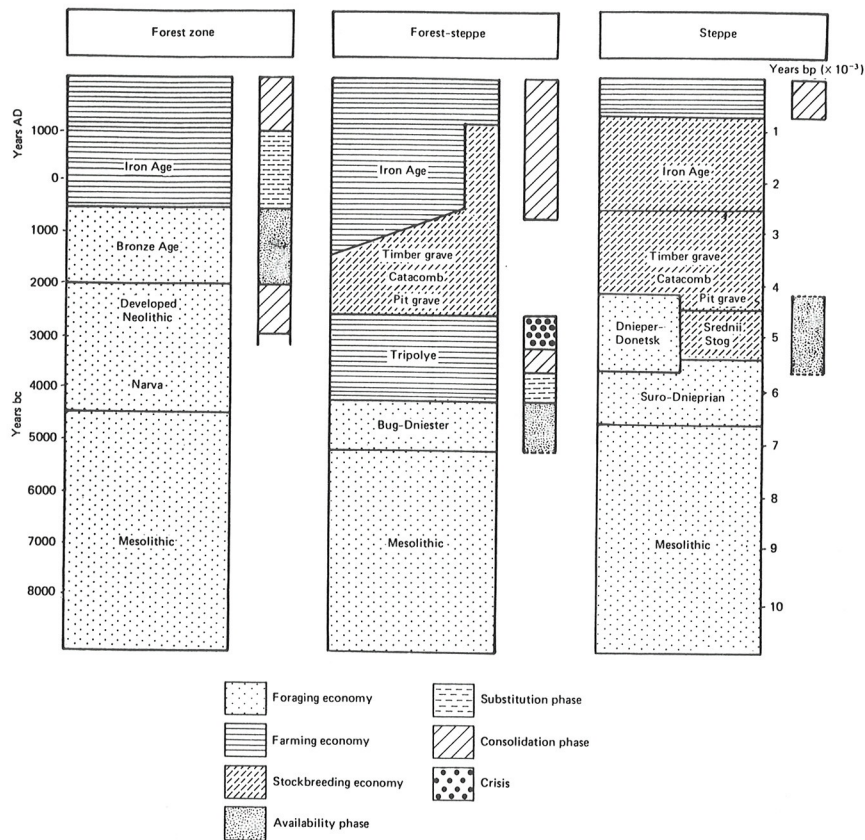 Forest zone
Forest-steppe
Steppe
Years bp (× 10⁻³)
Years AD
1000
0
Years bc
1000
2000
3000
4000
5000
6000
7000
8000
Iron Age
Bronze Age
Developed
Neolithic
Narva
Mesolithic
Iron Age
Timber grave
Catacomb
Pit grave
Tripolye
Bug-Dniester
Mesolithic
Iron Age
Timber grave
Catacomb
Pit grave
Dnieper-
Donetsk
Srednii
Stog
Suro-Dnieprian
Mesolithic
1
2
3
4
5
6
7
8
9
10
Foraging economy
Farming economy
Stockbreeding economy
Availability phase
Substitution phase
Consolidation phase
Crisis